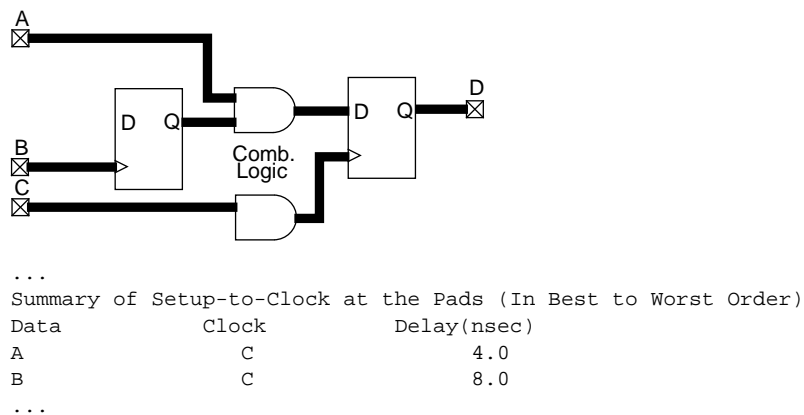 A
D
D Q
D Q
B
Comb.
Logic
C
...
Summary of Setup-to-Clock at the Pads (In Best to Worst Order)
Data Clock Delay(nsec)
A C 4.0
B C 8.0
...